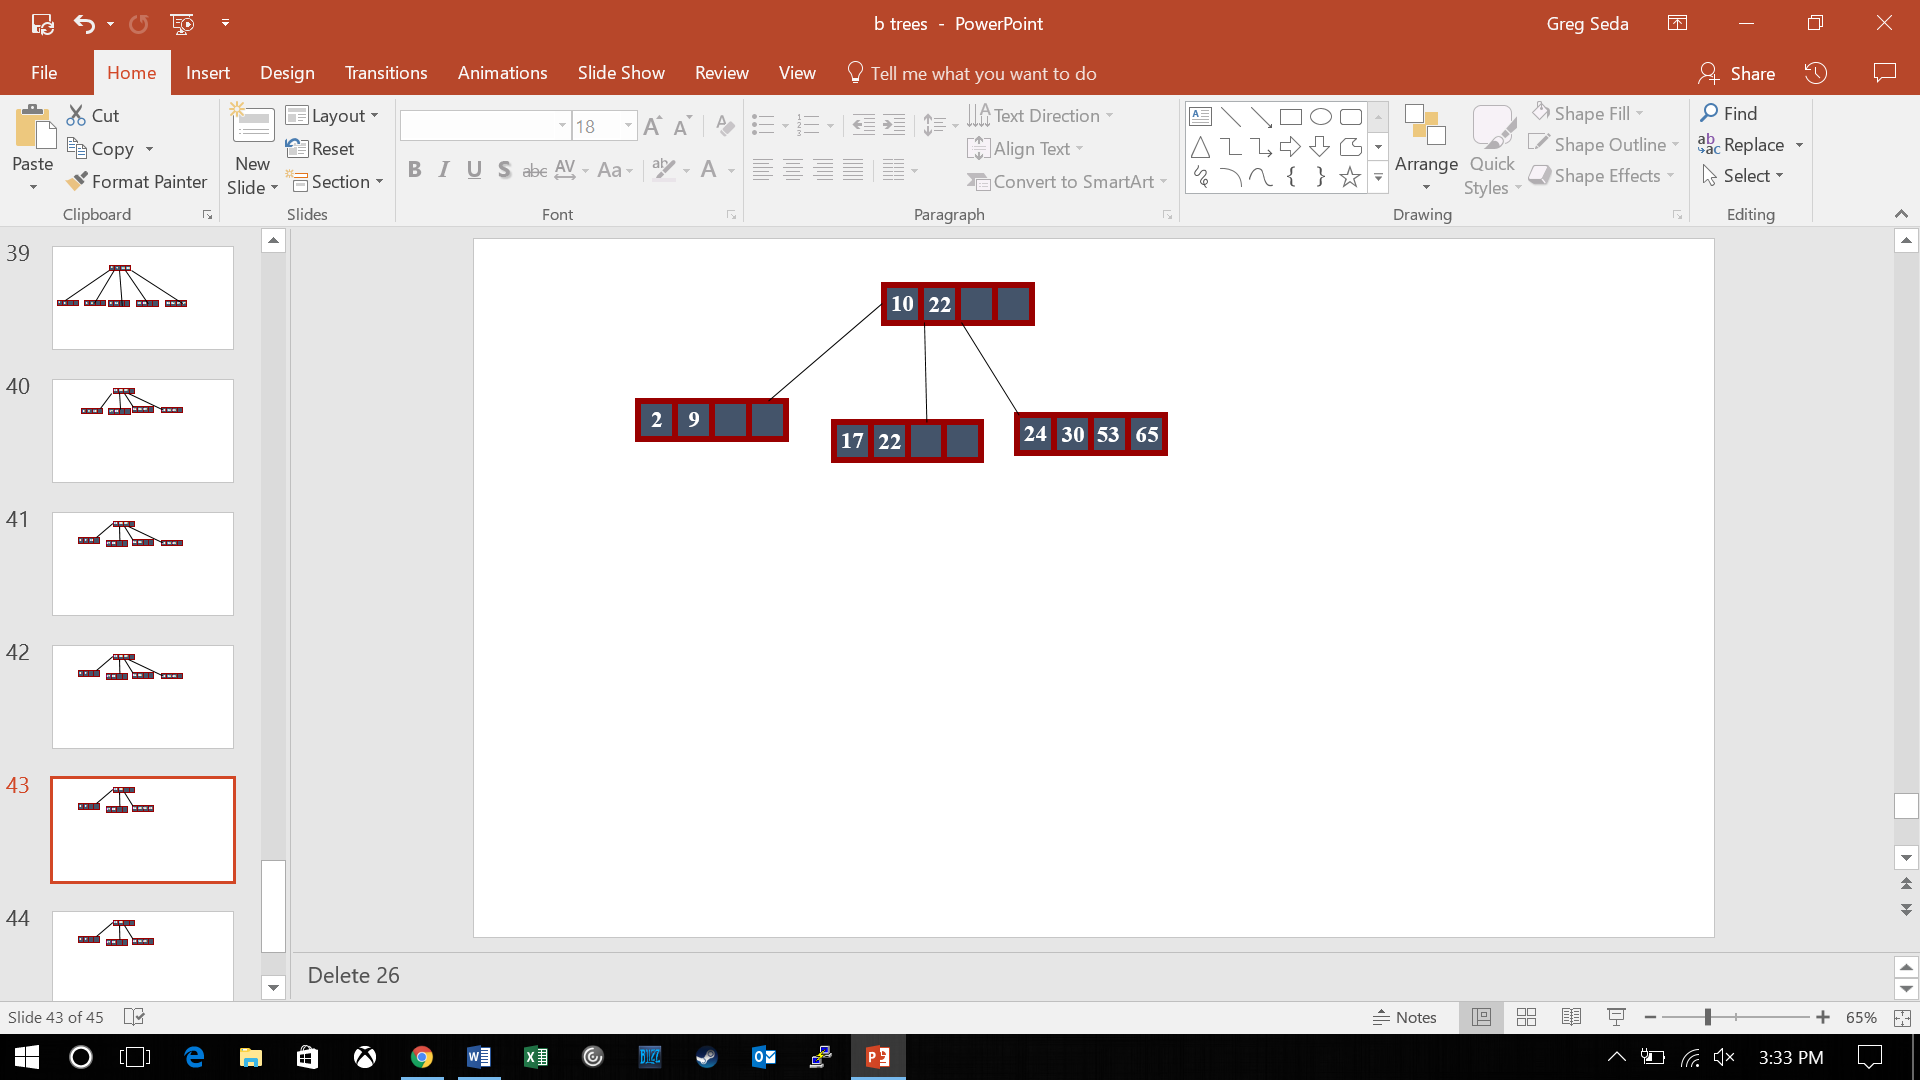 b trees - PowerPoint
Greg Seda
File Home Insert Design Transitions Animations Slide Show Review View Tell me what you want to do Share
Paste
Cut
Copy
Format Painter
Clipboard
New Slide
Layout
Reset
Section
Slides
18
B I U S abc AV Aa A
Font
Text Direction
Align Text
Convert to SmartArt
Paragraph
Arrange
Quick Styles
Shape Fill
Shape Outline
Shape Effects
Drawing
Find
Replace
Select
Editing
39
40
41
42
43
44
10 22
2 9
17 22
24 30 53 65
Delete 26
Slide 43 of 45
Notes
65%
3:33 PM